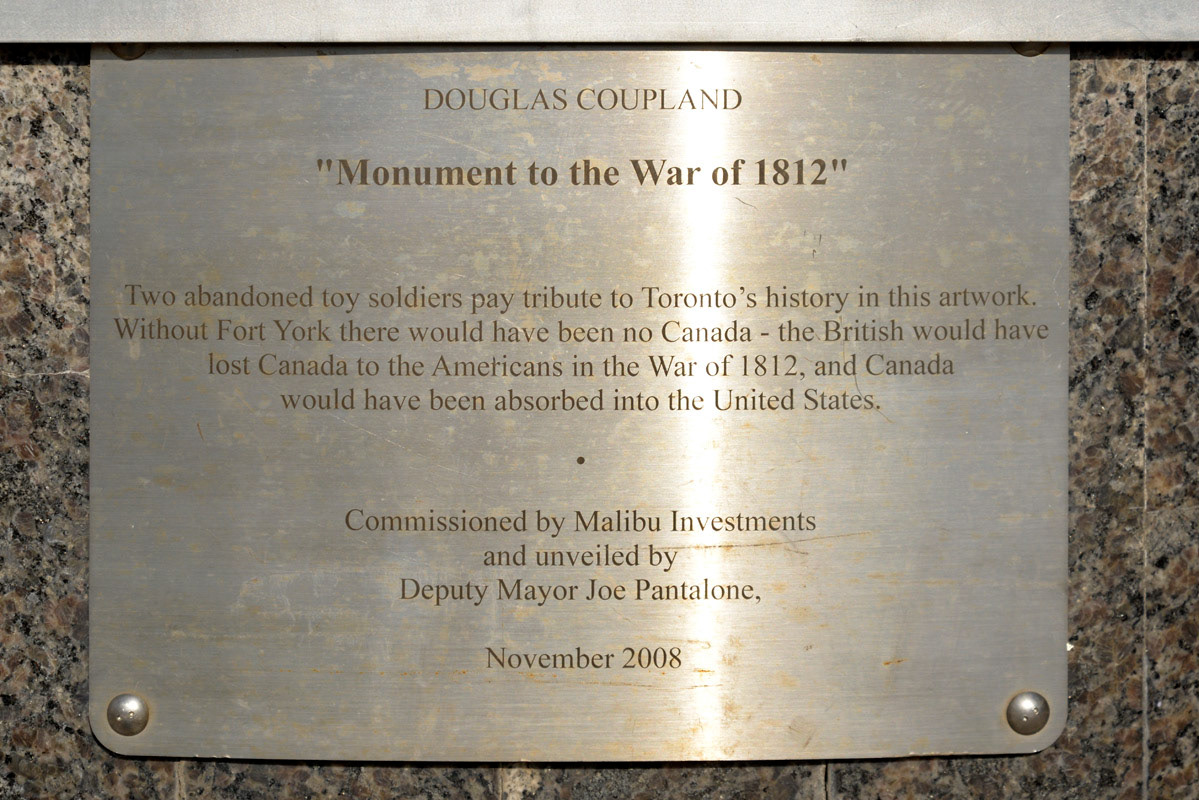 DOUGLAS COUPLAND
"Monument to the War of 1812"
Two abandoned toy soldiers pay tribute to Toronto’s history in this artwork.
Without Fort York there would have been no Canada - the British would have
lost Canada to the Americans in the War of 1812, and Canada
would have been absorbed into the United States.
•
Commissioned by Malibu Investments
and unveiled by
Deputy Mayor Joe Pantalone,
November 2008